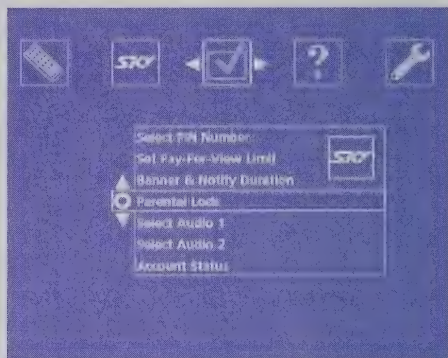 SKY
?
Select PIN Number
Set Pay-Per-View Limit
SKY
Banner & Notify Duration
Parental Lock
Select Audio 1
Select Audio 2
Account Status